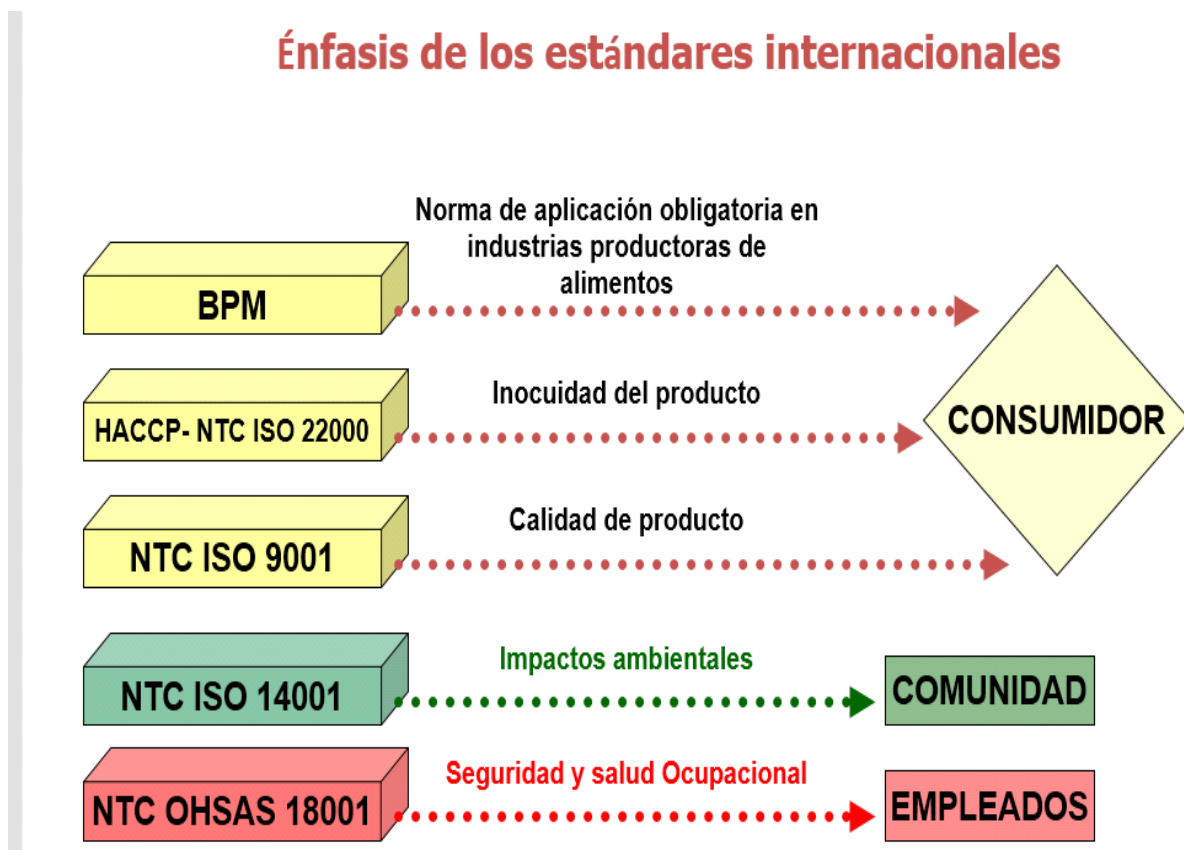 Énfasis de los estándares internacionales
Norma de aplicación obligatoria en
industrias productoras de
alimentos
BPM
Inocuidad del producto
HACCP- NTC ISO 22000
CONSUMIDOR
Calidad de producto
NTC ISO 9001
Impactos ambientales
NTC ISO 14001
COMUNIDAD
Seguridad y salud Ocupacional
NTC OHSAS 18001
EMPLEADOS